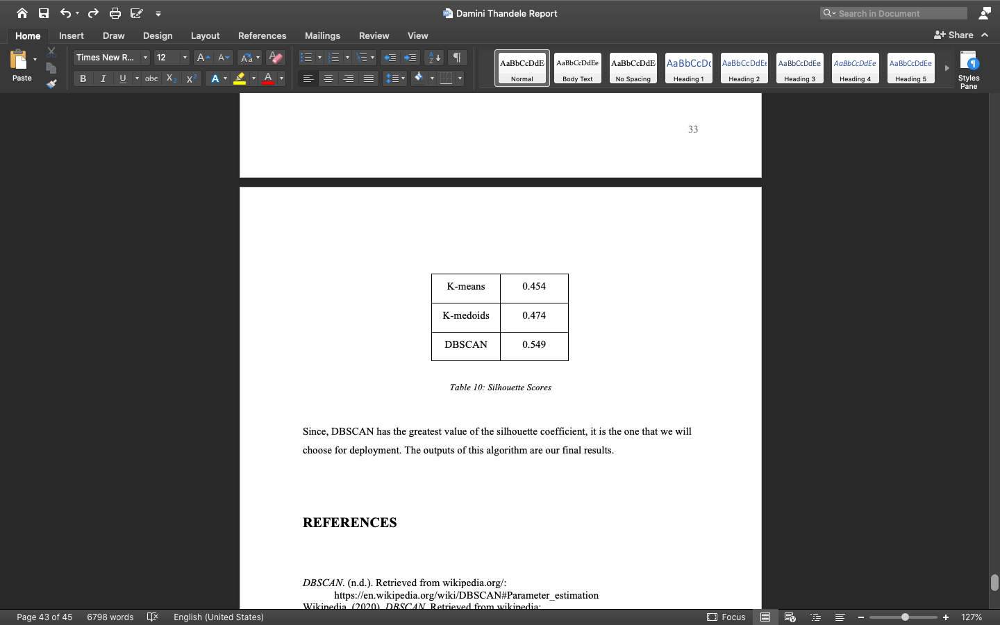 Damini Thandele Report
Search in Document
Home Insert Draw Design Layout References Mailings Review View
Share
Paste
Times New R... 12
AaBbCcDdE AaBbCcDdEe AaBbCcDdE AaBbCcDc AaBbCcDdEe AaBbCcDdEe AaBbCcDdEe AaBbCcDdEe
Normal Body Text No Spacing Heading 1 Heading 2 Heading 3 Heading 4 Heading 5
Styles
Pane
33
K-means 0.454
K-medoids 0.474
DBSCAN 0.549
Table 10: Silhouette Scores
Since, DBSCAN has the greatest value of the silhouette coefficient, it is the one that we will
choose for deployment. The outputs of this algorithm are our final results.
REFERENCES
DBSCAN. (n.d.). Retrieved from wikipedia.org/:
https://en.wikipedia.org/wiki/DBSCAN#Parameter_estimation
Wikipedia. (2020). DBSCAN. Retrieved from wikipedia:
Page 43 of 45 6798 words English (United States) Focus 127%